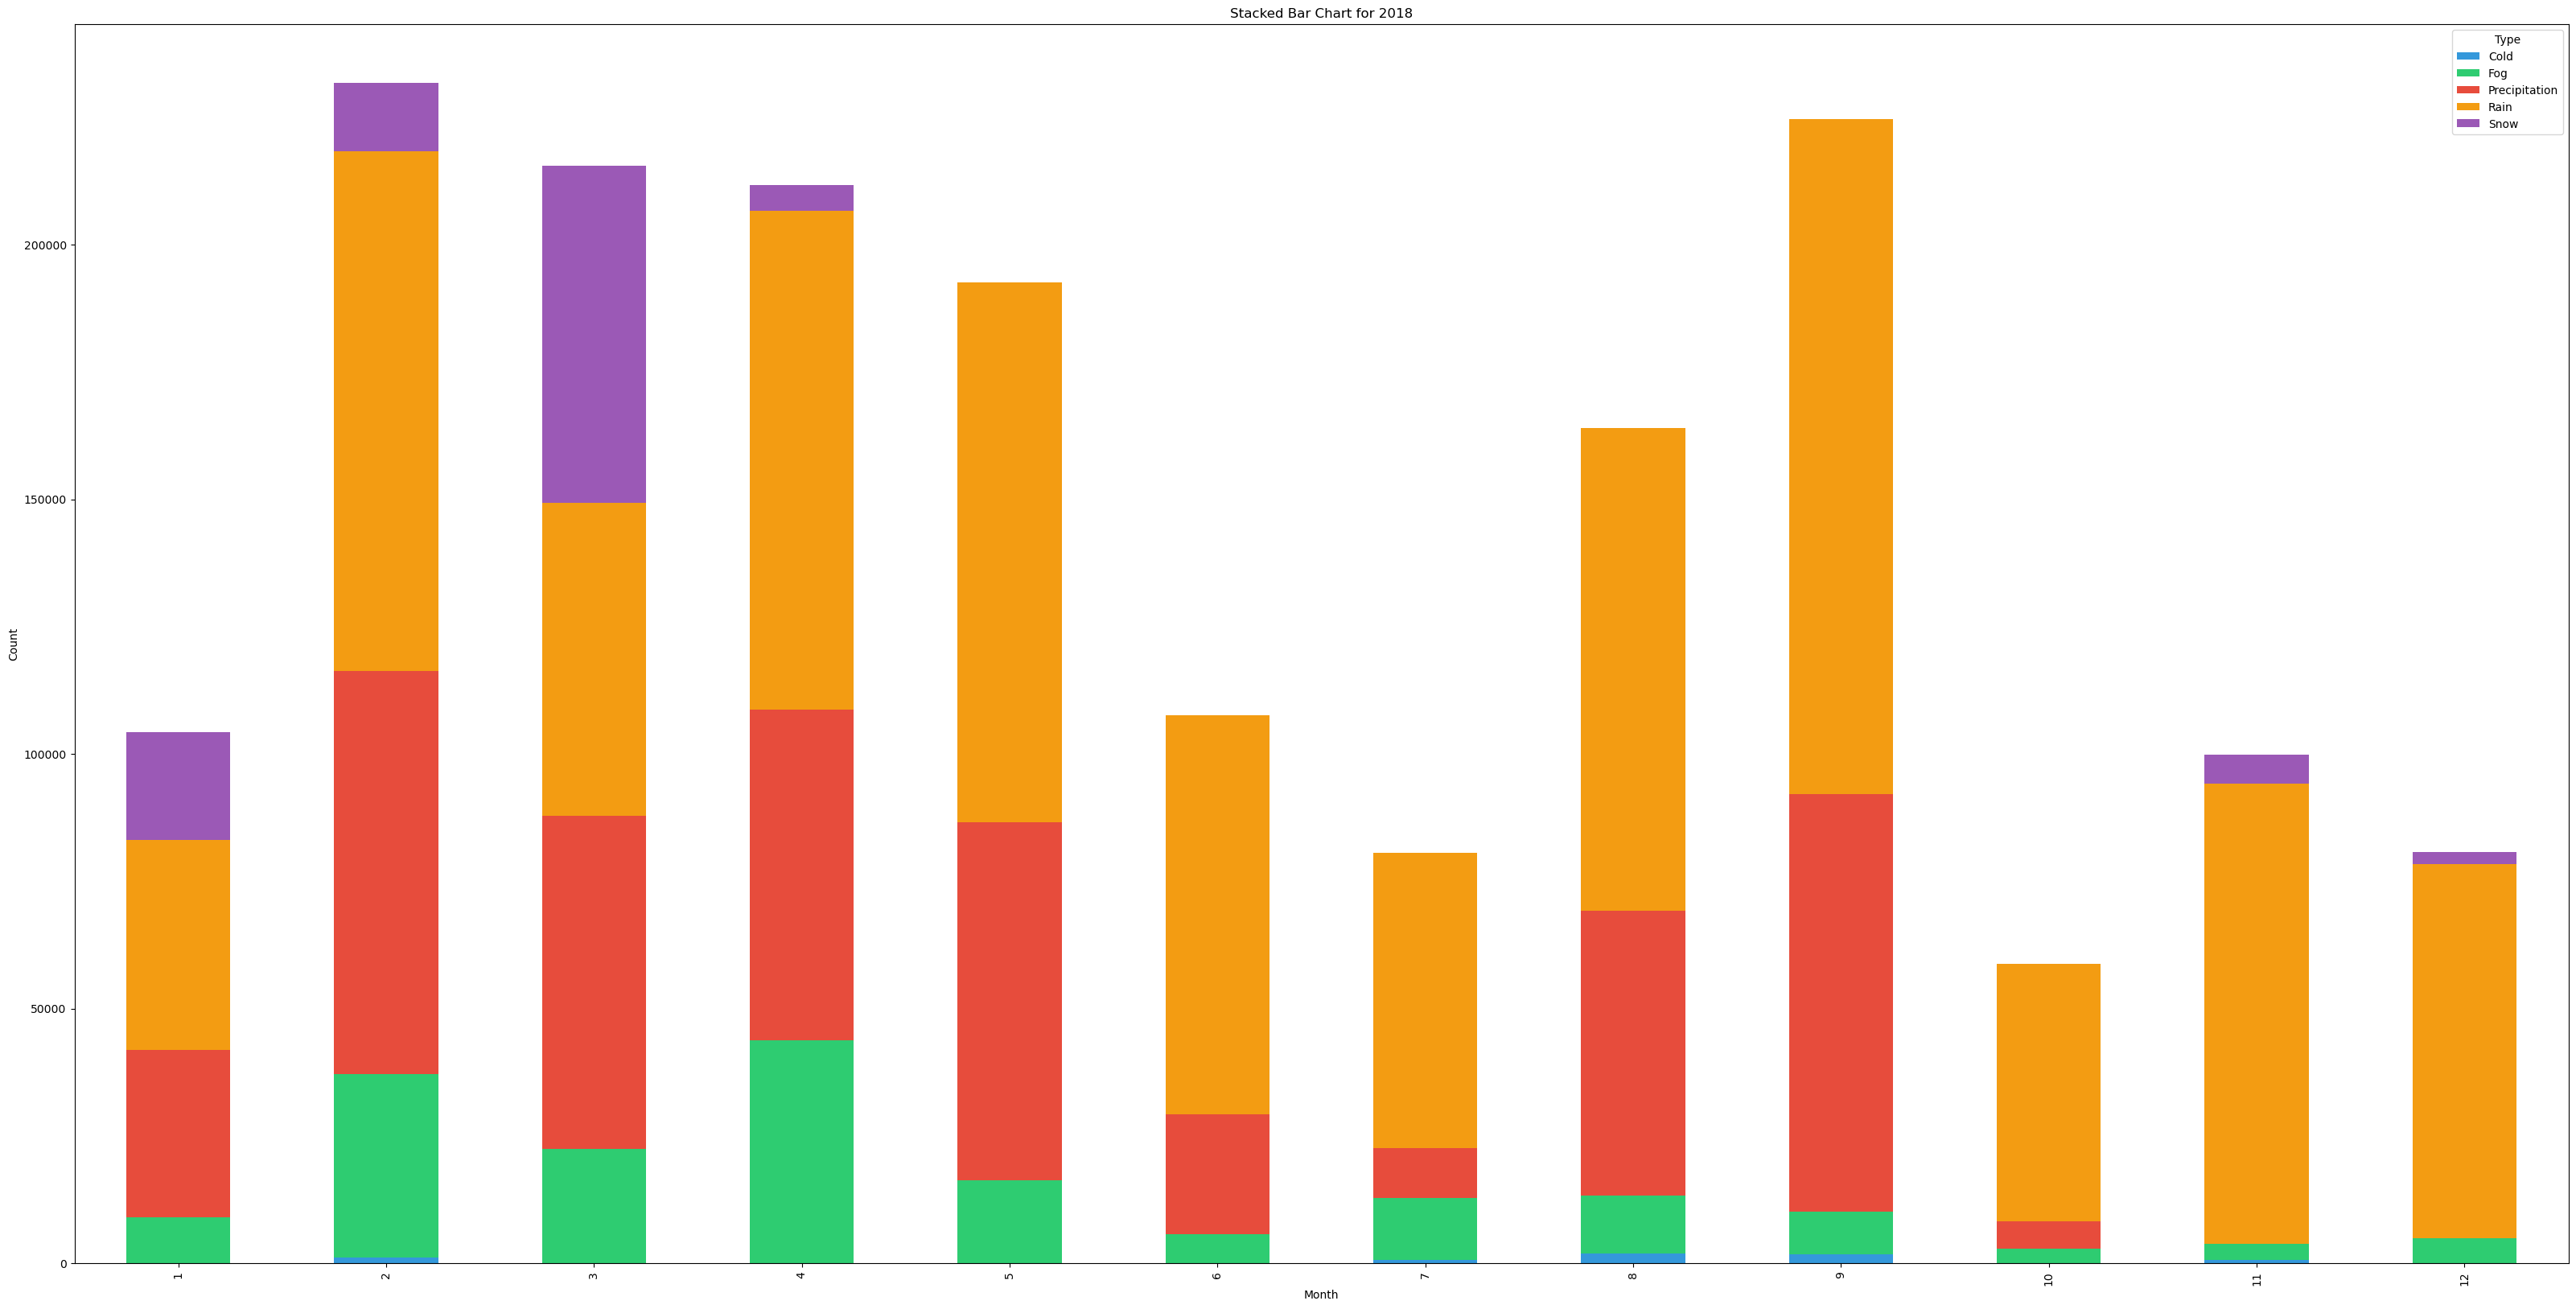 Stacked Bar Chart for 2018
Type
Cold
Fog
Precipitation
Rain
Snow
Count
200000
150000
100000
50000
0
1 2 3 4 5 6 7 8 9 10 11 12
Month